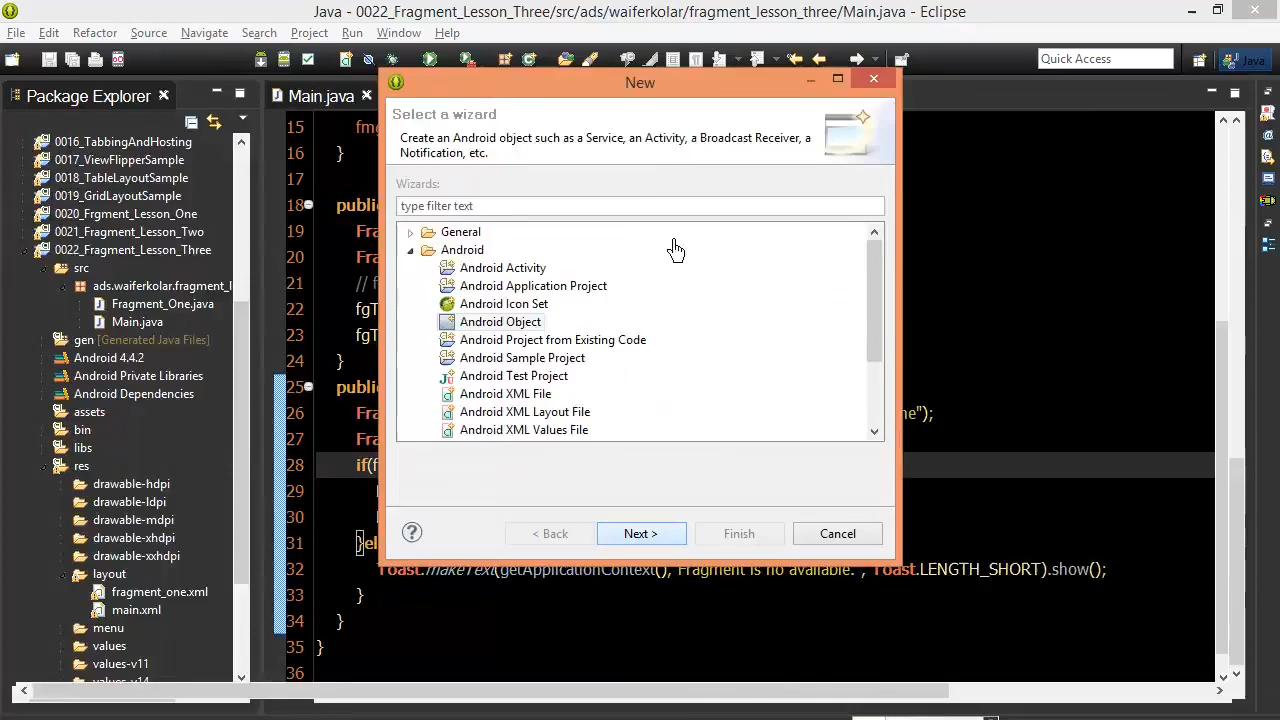 Java - 0022_Fragment_Lesson_Three/src/ads/waiferkolar/fragment_lesson_three/Main.java - Eclipse
File Edit Refactor Source Navigate Search Project Run Window Help
Quick Access
Java
Package Explorer
Main.java
0016_TabbingAndHosting
0017_ViewFlipperSample
0018_TableLayoutSample
0019_GridLayoutSample
0020_Frgment_Lesson_One
0021_Fragment_Lesson_Two
0022_Fragment_Lesson_Three
src
ads.waiferkolar.fragment_l
Fragment_One.java
Main.java
gen [Generated Java Files]
Android 4.4.2
Android Private Libraries
Android Dependencies
assets
bin
libs
res
drawable-hdpi
drawable-ldpi
drawable-mdpi
drawable-xhdpi
drawable-xxhdpi
layout
fragment_one.xml
main.xml
menu
values
values-v11
values-v14
15 fm
16 }
17
18 public
19 Fra
20 Fra
21 // f
22 fgT
23 fgT
24 }
25 public
26 Fra ne");
27 Fra
28 if(f
29
30
31 }el
32 Toast.makeText(getApplicationContext(), "Fragment is no available.", Toast.LENGTH_SHORT).show();
33 }
34 }
35 }
36
New
Select a wizard
Create an Android object such as a Service, an Activity, a Broadcast Receiver, a
Notification, etc.
Wizards:
type filter text
General
Android
Android Activity
Android Application Project
Android Icon Set
Android Object
Android Project from Existing Code
Android Sample Project
Android Test Project
Android XML File
Android XML Layout File
Android XML Values File
< Back Next > Finish Cancel